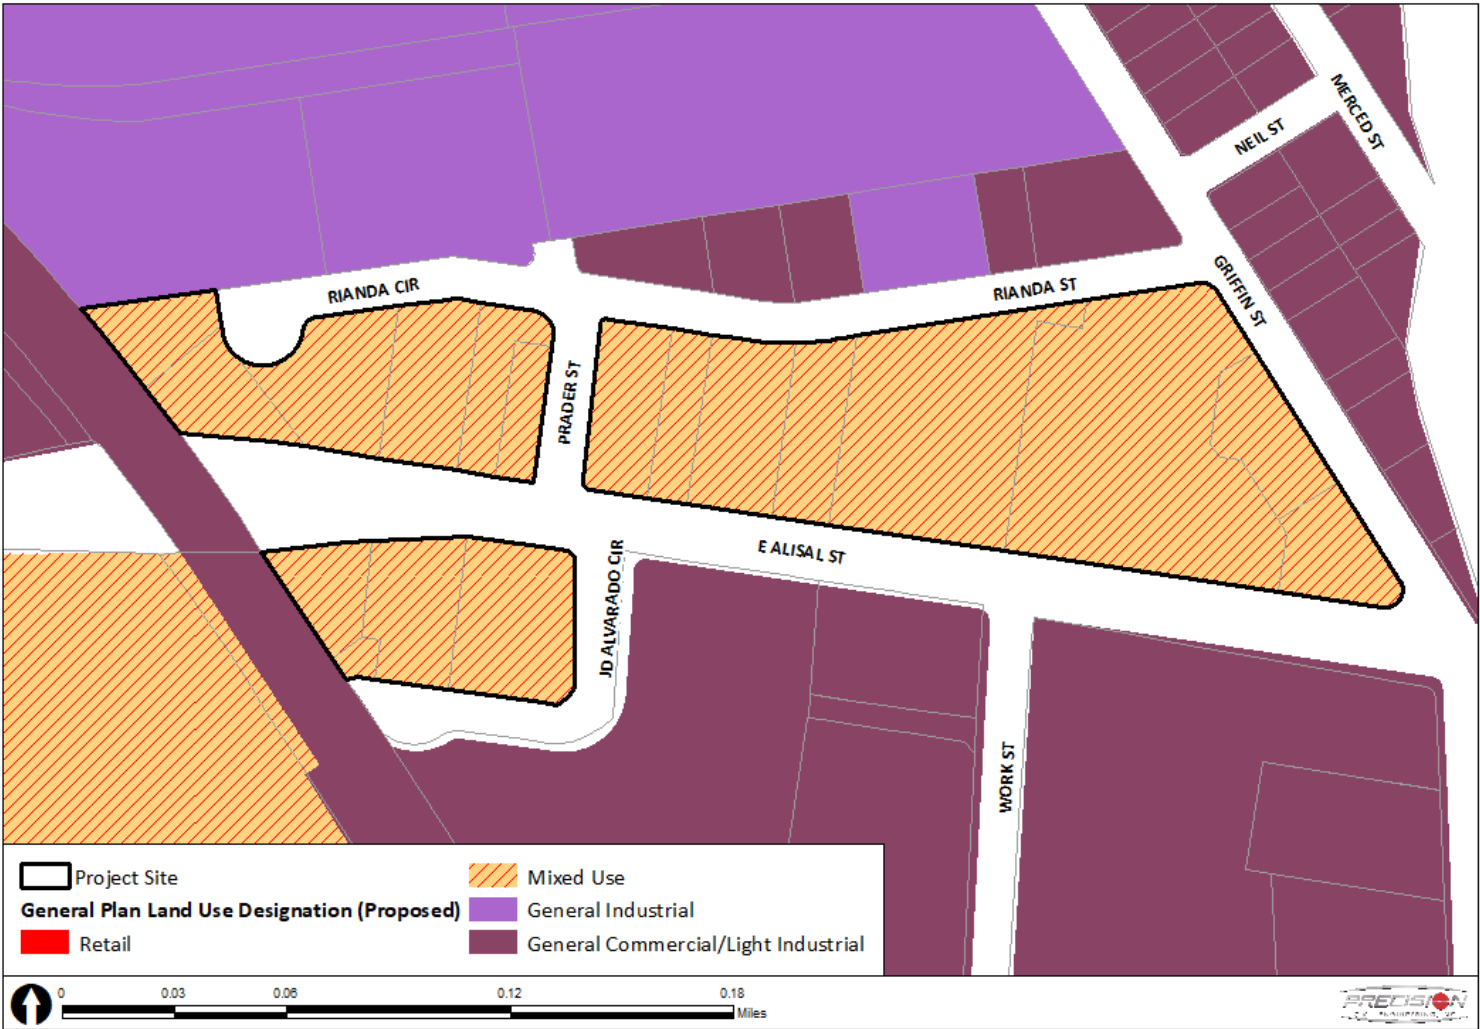 MERCED ST
NEIL ST
GRIFFIN ST
RIANDA CIR
RIANDA ST
PRADER ST
E ALISAL ST
JD ALVARADO CIR
WORK ST
Project Site
General Plan Land Use Designation (Proposed)
Retail
Mixed Use
General Industrial
General Commercial/Light Industrial
0 0.03 0.06 0.12 0.18
Miles
PRECISION